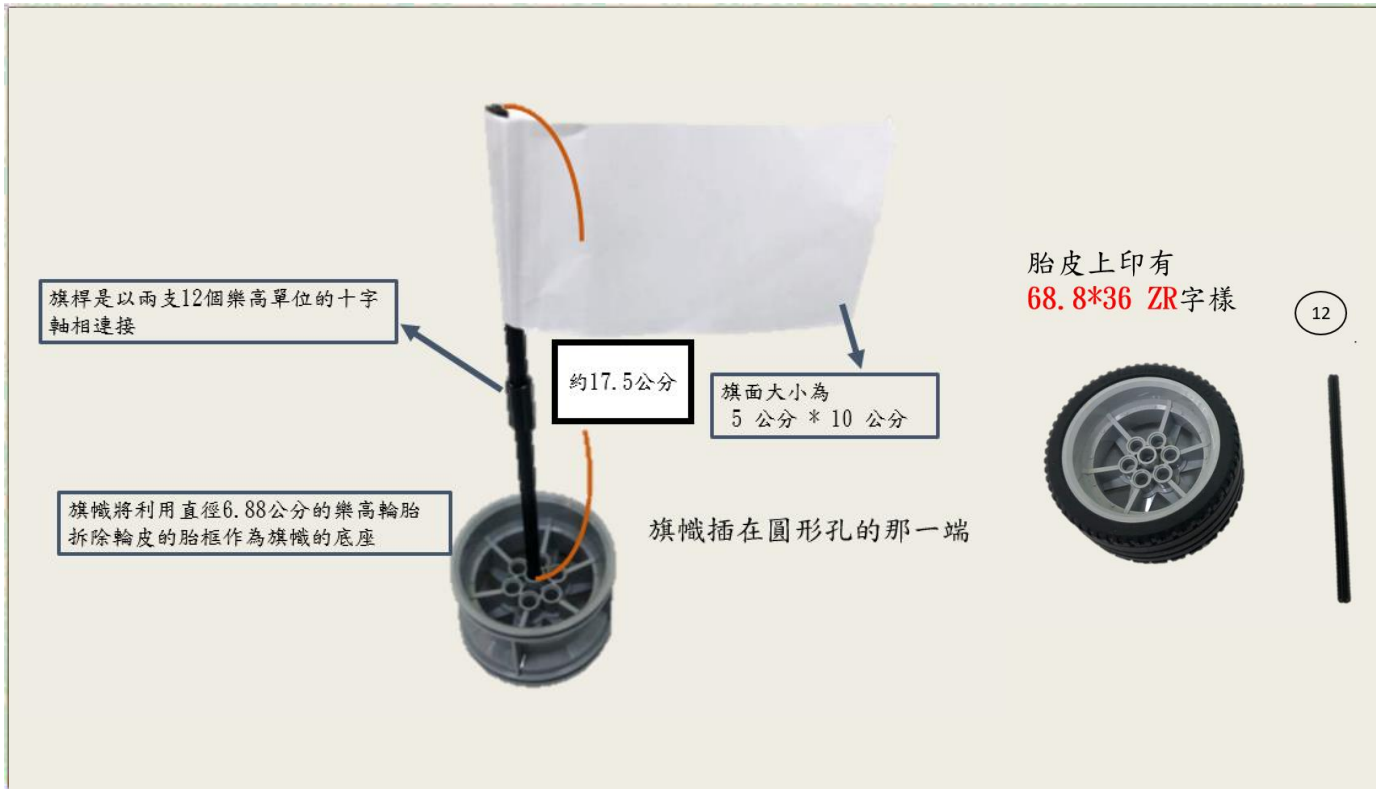 旗桿是以兩支12個樂高單位的十字
軸相連接
約17.5公分
旗面大小為
5 公分 * 10 公分
旗幟將利用直徑6.88公分的樂高輪胎
拆除輪皮的胎框作為旗幟的底座
旗幟插在圓形孔的那一端
胎皮上印有
68.8*36 ZR字樣
12